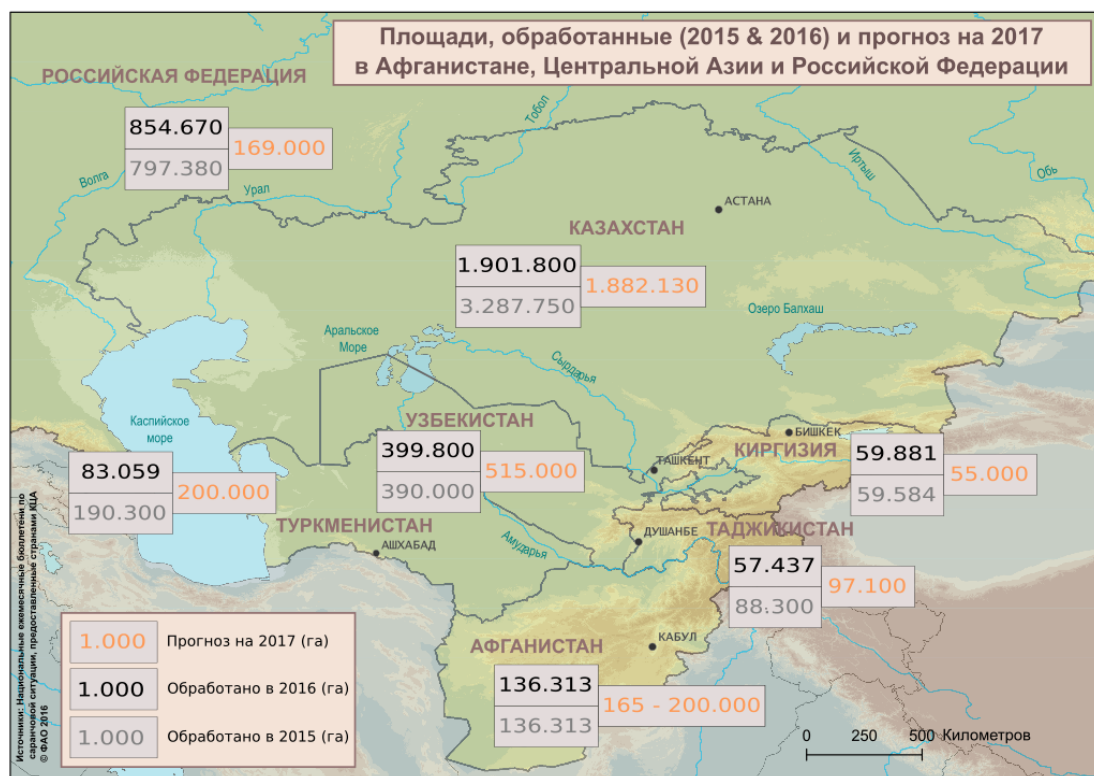 Площади, обработанные (2015 & 2016) и прогноз на 2017
в Афганистане, Центральной Азии и Российской Федерации
РОССИЙСКАЯ ФЕДЕРАЦИЯ
854.670
169.000
797.380
Волга
Урал
Тобол
Иртыш
Обь
АСТАНА
КАЗАХСТАН
1.901.800
1.882.130
3.287.750
Озеро Балхаш
Аральское
Море
Сырдарья
Каспийское
море
83.059
200.000
190.300
УЗБЕКИСТАН
399.800
515.000
390.000
ТАШКЕНТ
БИШКЕК
КИРГИЗИЯ
59.881
55.000
59.584
ТУРКМЕНИСТАН
АШХАБАД
Амударья
ДУШАНБЕ
ТАДЖИКИСТАН
57.437
97.100
88.300
АФГАНИСТАН
КАБУЛ
136.313
165 - 200.000
136.313
1.000 Прогноз на 2017 (га)
1.000 Обработано в 2016 (га)
1.000 Обработано в 2015 (га)
0 250 500 Километров
Источники: Национальные ежемесячные бюллетени по
саранчовой ситуации, предоставленные странами КЦА
© ФАО 2016